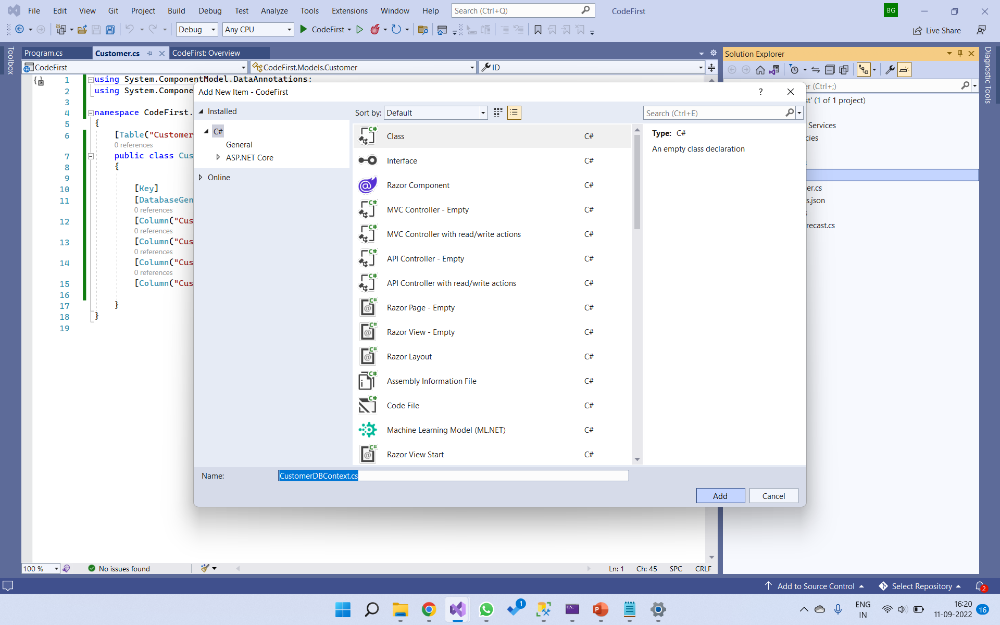 File Edit View Git Project Build Debug Test Analyze Tools Extensions Window Help Search (Ctrl+Q) CodeFirst BG
Debug Any CPU CodeFirst Live Share
Toolbox
Program.cs Customer.cs CodeFirst: Overview
CodeFirst CodeFirst.Models.Customer ID
1 using System.ComponentModel.DataAnnotations;
2 using System.Compone
3
4 namespace CodeFirst.
5 {
6 [Table("Customer
0 references
7 public class Cus
8 {
9
10 [Key]
11 [DatabaseGen
0 references
12 [Column("Cus
0 references
13 [Column("Cus
0 references
14 [Column("Cus
0 references
15 [Column("Cus
16
17 }
18 }
19
Add New Item - CodeFirst ?
Installed
C#
General
ASP.NET Core
Online
Sort by: Default
Search (Ctrl+E)
Class C#
Interface C#
Razor Component C#
MVC Controller - Empty C#
MVC Controller with read/write actions C#
API Controller - Empty C#
API Controller with read/write actions C#
Razor Page - Empty C#
Razor View - Empty C#
Razor Layout C#
Assembly Information File C#
Code File C#
Machine Learning Model (ML.NET) C#
Razor View Start C#
Type: C#
An empty class declaration
Name: CustomerDBContext.cs
Add Cancel
Solution Explorer
er (Ctrl+;)
st' (1 of 1 project)
Services
cies
er.cs
s.json
recast.cs
Diagnostic Tools
100 % No issues found Ln: 1 Ch: 45 SPC CRLF
Add to Source Control Select Repository 2
1
ENG
IN
16:20
11-09-2022
16